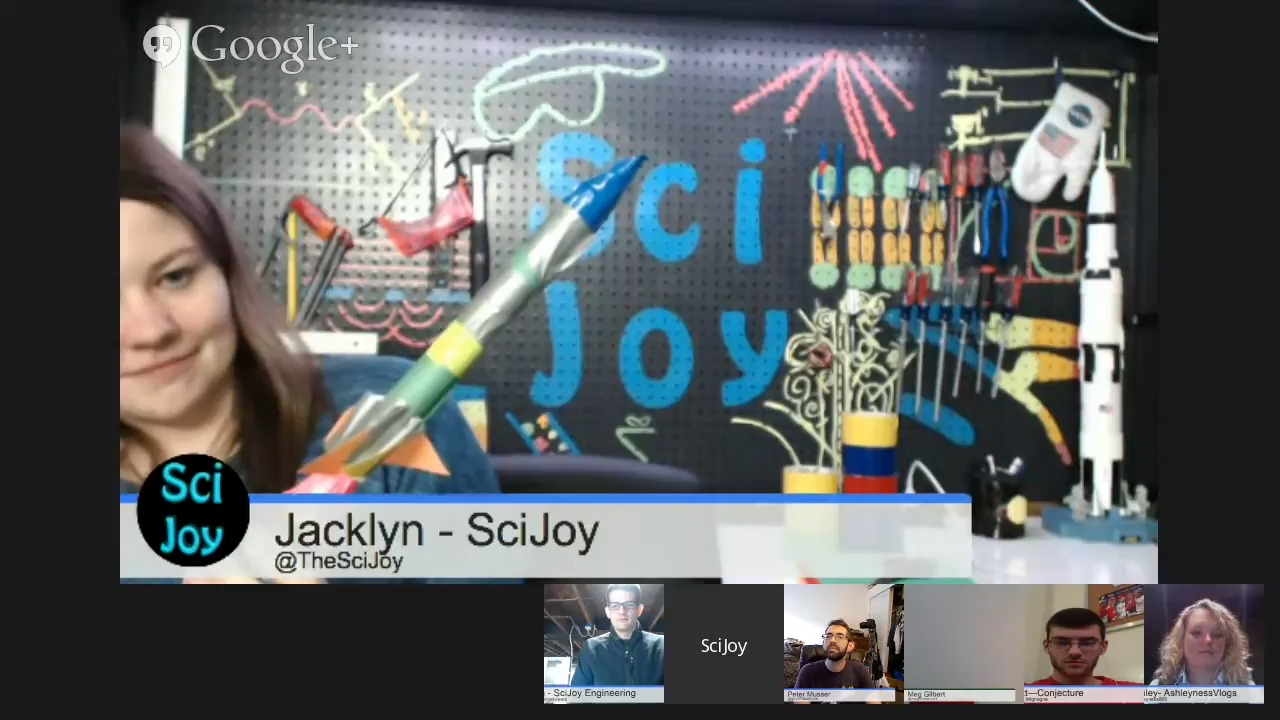 Google+
Sci
Joy
Sci
Joy
Jacklyn - SciJoy
@TheSciJoy
SciJoy
- SciJoy Engineering
Peter Musser
Meg Gilbert
t—Conjecture
ley- AshleynessVlogs